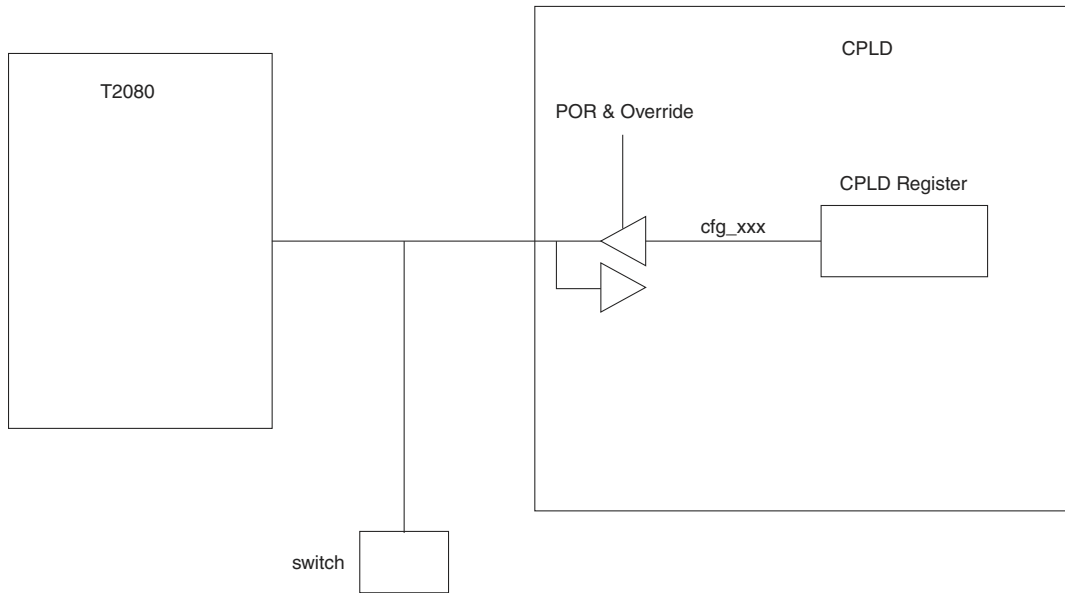 CPLD
T2080
POR & Override
CPLD Register
cfg_xxx
switch